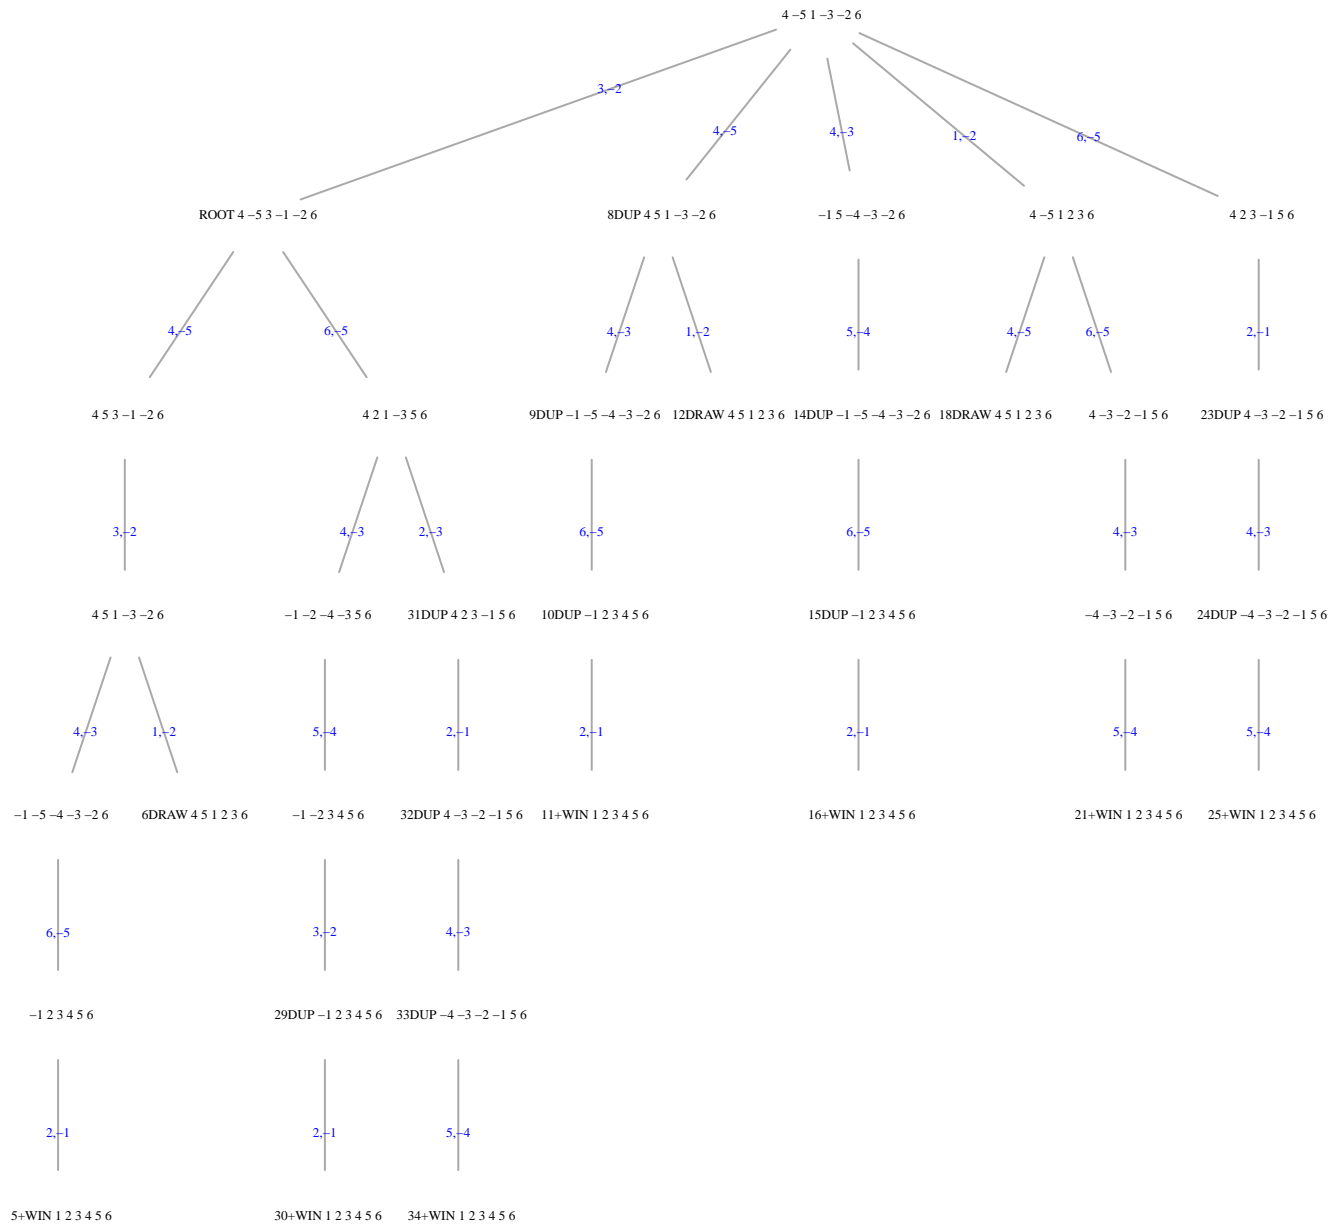 4 −5 1 −3 −2 6
3,−2
4,−5
4,−3
1,−2
6,−5
ROOT 4 −5 3 −1 −2 6
8DUP 4 5 1 −3 −2 6
−1 5 −4 −3 −2 6
4 −5 1 2 3 6
4 2 3 −1 5 6
4,−5
6,−5
4,−3
1,−2
5,−4
4,−5
6,−5
2,−1
4 5 3 −1 −2 6
4 2 1 −3 5 6
9DUP −1 −5 −4 −3 −2 6
12DRAW 4 5 1 2 3 6
14DUP −1 −5 −4 −3 −2 6
18DRAW 4 5 1 2 3 6
4 −3 −2 −1 5 6
23DUP 4 −3 −2 −1 5 6
3,−2
4,−3
2,−3
6,−5
6,−5
4,−3
4,−3
4 5 1 −3 −2 6
−1 −2 −4 −3 5 6
31DUP 4 2 3 −1 5 6
10DUP −1 2 3 4 5 6
15DUP −1 2 3 4 5 6
−4 −3 −2 −1 5 6
24DUP −4 −3 −2 −1 5 6
4,−3
1,−2
5,−4
2,−1
2,−1
2,−1
5,−4
5,−4
−1 −5 −4 −3 −2 6
6DRAW 4 5 1 2 3 6
−1 −2 3 4 5 6
32DUP 4 −3 −2 −1 5 6
11+WIN 1 2 3 4 5 6
16+WIN 1 2 3 4 5 6
21+WIN 1 2 3 4 5 6
25+WIN 1 2 3 4 5 6
6,−5
3,−2
4,−3
−1 2 3 4 5 6
29DUP −1 2 3 4 5 6
33DUP −4 −3 −2 −1 5 6
2,−1
2,−1
5,−4
5+WIN 1 2 3 4 5 6
30+WIN 1 2 3 4 5 6
34+WIN 1 2 3 4 5 6